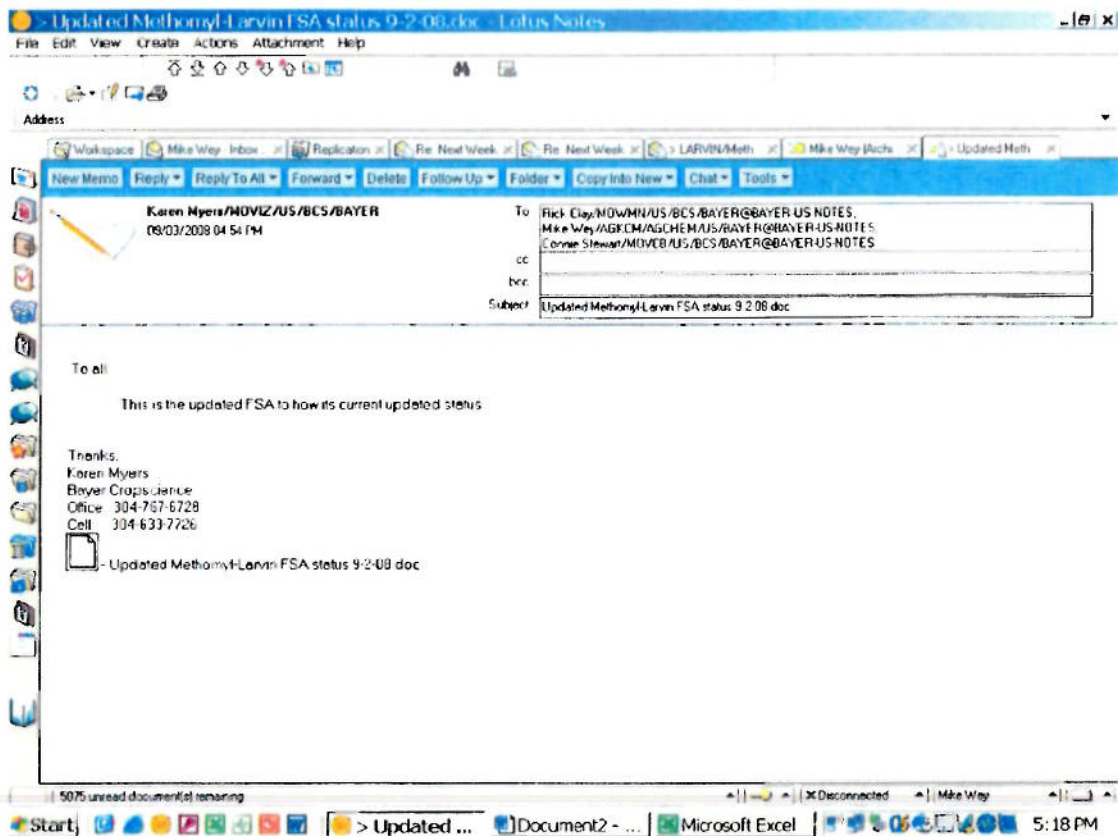 > Updated Methomyl-Larvin FSA status 9-2-08.doc - Lotus Notes
File Edit View Create Actions Attachment Help
Address
Workspace Mike Wey - Inbox Replication Re: Next Week Re: Next Week > LARVIN/Meth Mike Wey (Archi - Updated Meth
New Memo Reply Reply To All Forward Delete Follow Up Folder Copy Into New Chat Tools
Karen Myers/MOVIZ/US/BCS/BAYER
09/03/2008 04:54 PM
To Rick Clay/MOWMN/US/BCS/BAYER@BAYER-US-NOTES,
Mike Wey/AGKCM/AGCHEM/US/BAYER@BAYER-US-NOTES
Connie Stewart/MOVCB/US/BCS/BAYER@BAYER-US-NOTES
cc
bcc
Subject Updated Methomyl-Larvin FSA status 9-2-08.doc
To all
This is the updated FSA to how its current updated status
Thanks,
Karen Myers
Bayer Cropscience
Office 304-767-6728
Cell 304-633-7726
- Updated Methomyl-Larvin FSA status 9-2-08.doc
5075 unread document(s) remaining Disconnected Mike Wey
Start > Updated ... Document2 - ... Microsoft Excel 5:18 PM